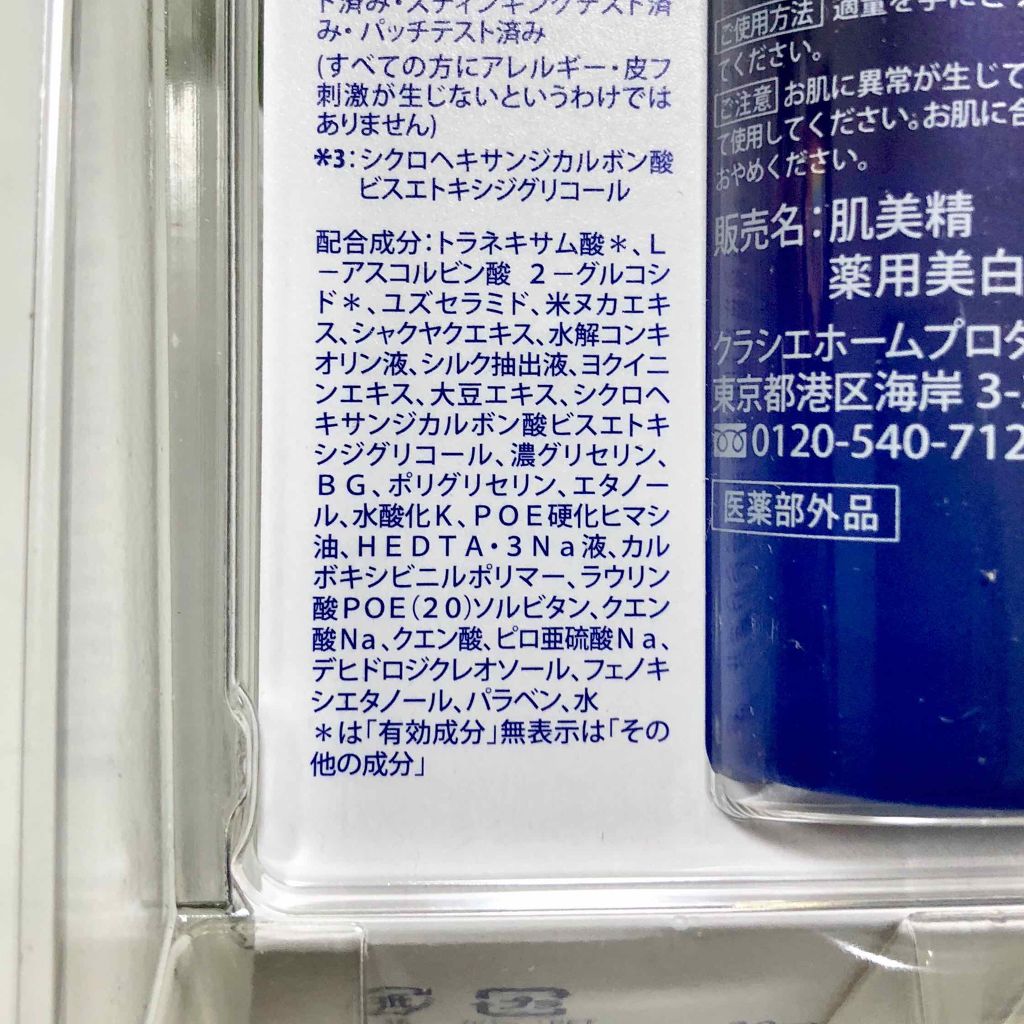 ト済み・スティンギングテスト済
み・パッチテスト済み
(すべての方にアレルギー・皮フ
刺激が生じないというわけでは
ありません)
*3:シクロヘキサンジカルボン酸
ビスエトキシジグリコール
配合成分:トラネキサム酸*、L
-アスコルビン酸 2-グルコシ
ド*、ユズセラミド、米ヌカエキ
ス、シャクヤクエキス、水解コンキ
オリン液、シルク抽出液、ヨクイニ
ンエキス、大豆エキス、シクロヘ
キサンジカルボン酸ビスエトキ
シジグリコール、濃グリセリン、
BG、ポリグリセリン、エタノー
ル、水酸化K、POE硬化ヒマシ
油、HEDTA・3Na液、カル
ボキシビニルポリマー、ラウリン
酸POE(20)ソルビタン、クエン
酸Na、クエン酸、ピロ亜硫酸Na、
デヒドロジクレオソール、フェノキ
シエタノール、パラベン、水
*は「有効成分」無表示は「その
他の成分」
ご使用方法 適量を手にとっ
てください。
ご注意 お肌に異常が生じて
て使用してください。お肌に合
おやめください。
販売名:肌美精
薬用美白
クラシエホームプロダ
東京都港区海岸 3-
0120-540-712
医薬部外品
プラ